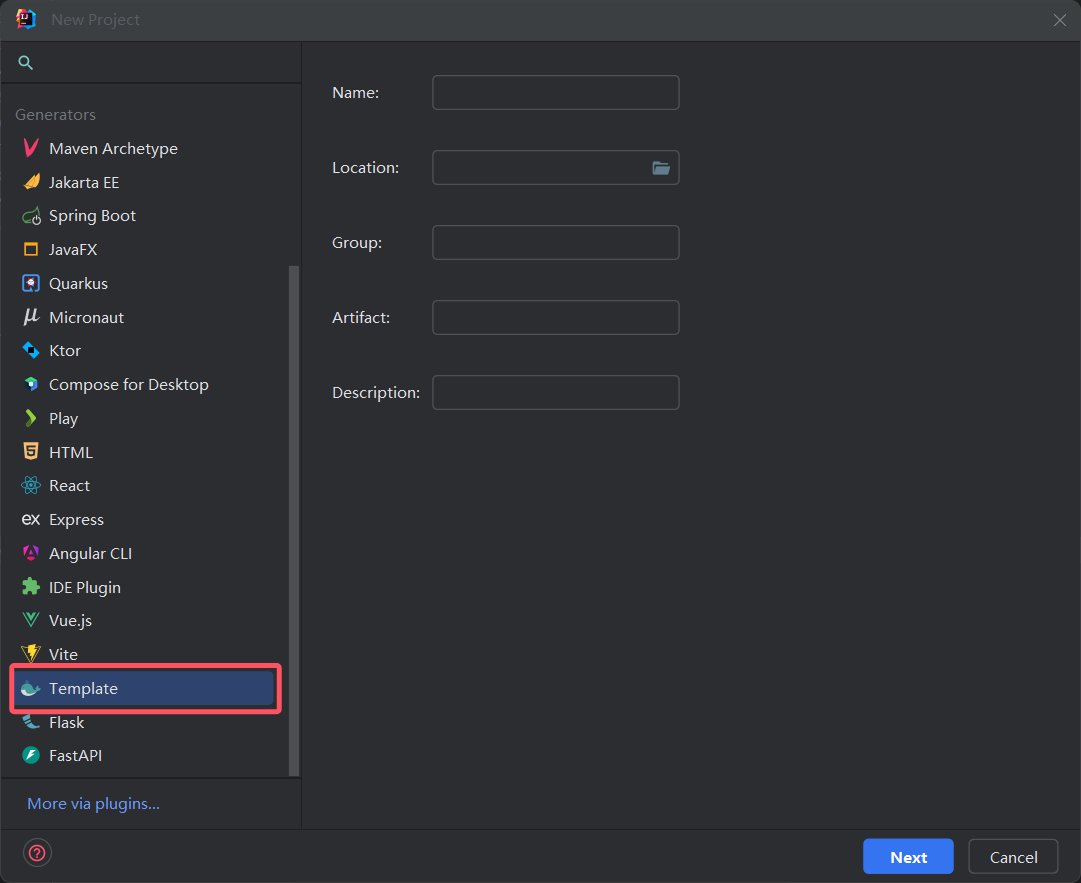 New Project
Generators
Maven Archetype
Jakarta EE
Spring Boot
JavaFX
Quarkus
Micronaut
Ktor
Compose for Desktop
Play
HTML
React
Express
Angular CLI
IDE Plugin
Vue.js
Vite
Template
Flask
FastAPI
More via plugins...
Name:
Location:
Group:
Artifact:
Description:
Next
Cancel